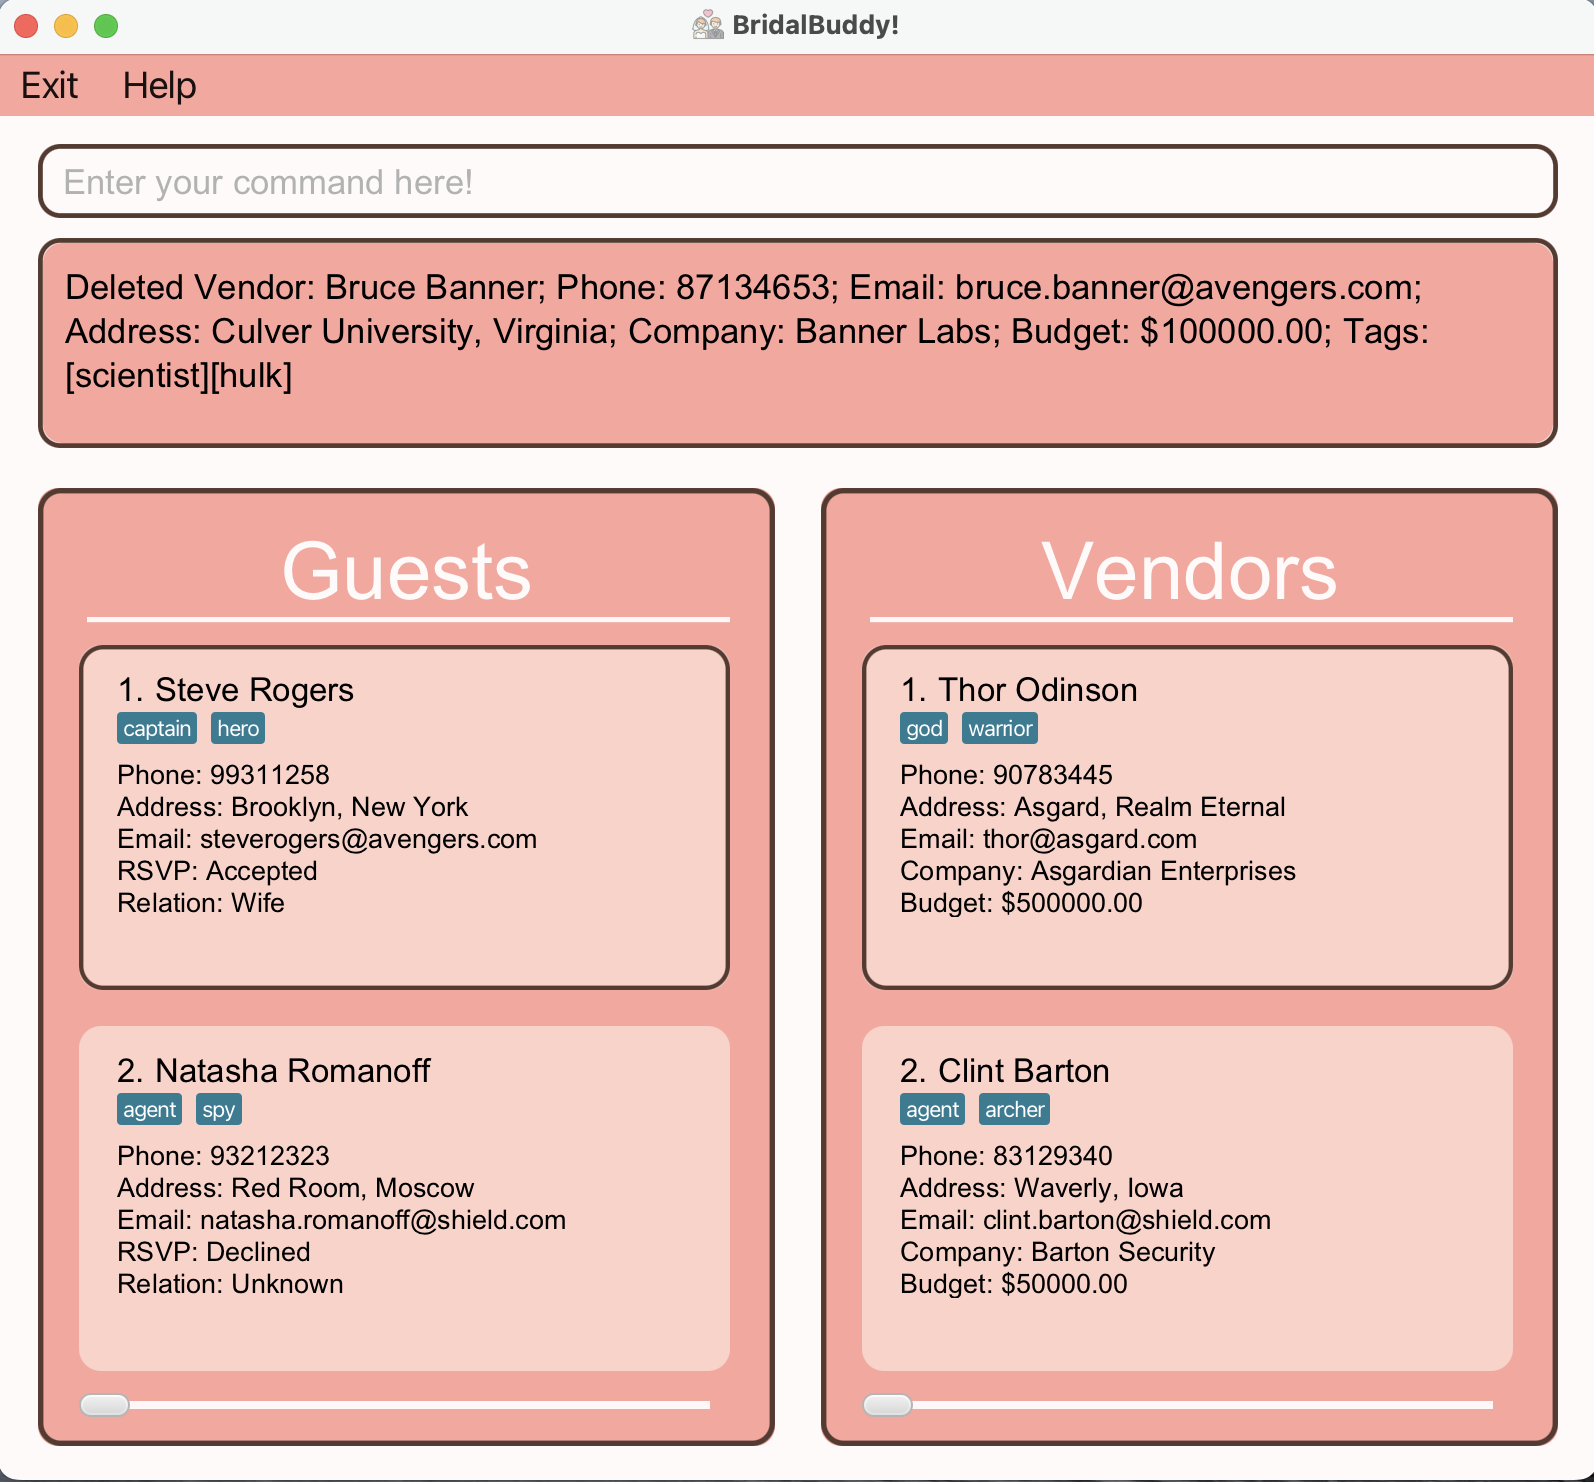 BridalBuddy!
Exit Help
Enter your command here!
Deleted Vendor: Bruce Banner; Phone: 87134653; Email: bruce.banner@avengers.com;
Address: Culver University, Virginia; Company: Banner Labs; Budget: $100000.00; Tags:
[scientist][hulk]
Guests
1. Steve Rogers
captain hero
Phone: 99311258
Address: Brooklyn, New York
Email: steverogers@avengers.com
RSVP: Accepted
Relation: Wife
2. Natasha Romanoff
agent spy
Phone: 93212323
Address: Red Room, Moscow
Email: natasha.romanoff@shield.com
RSVP: Declined
Relation: Unknown
Vendors
1. Thor Odinson
god warrior
Phone: 90783445
Address: Asgard, Realm Eternal
Email: thor@asgard.com
Company: Asgardian Enterprises
Budget: $500000.00
2. Clint Barton
agent archer
Phone: 83129340
Address: Waverly, Iowa
Email: clint.barton@shield.com
Company: Barton Security
Budget: $50000.00